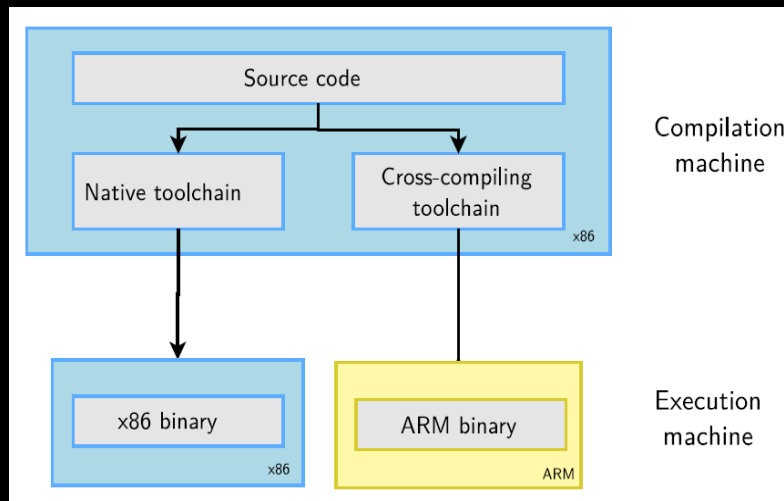 Source code
Compilation
machine
Native toolchain
Cross-compiling
toolchain
x86
x86 binary
x86
ARM binary
ARM
Execution
machine